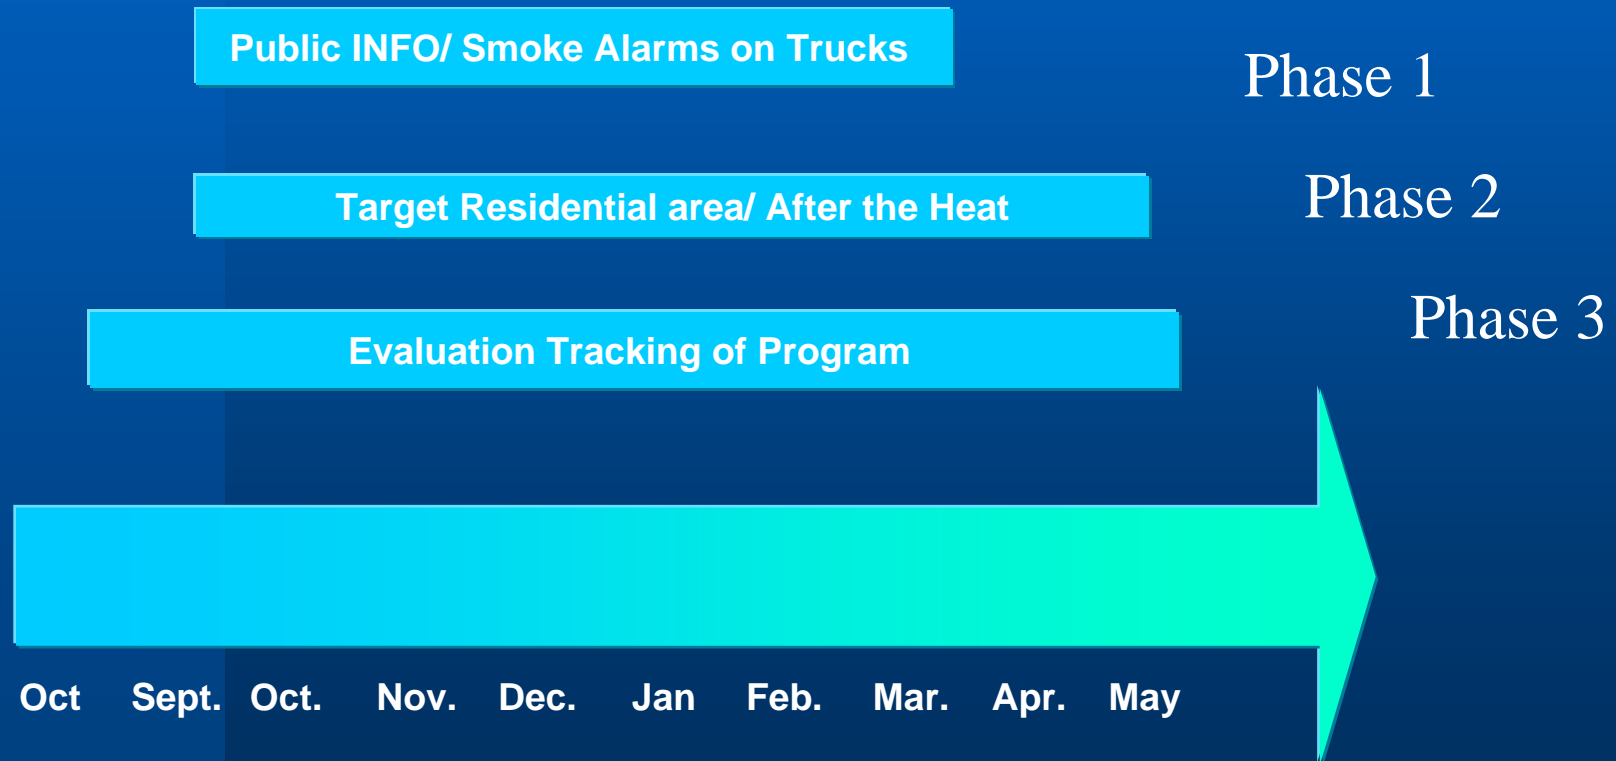 Public INFO/ Smoke Alarms on Trucks
Phase 1
Target Residential area/ After the Heat
Phase 2
Evaluation Tracking of Program
Phase 3
Oct Sept. Oct. Nov. Dec. Jan Feb. Mar. Apr. May